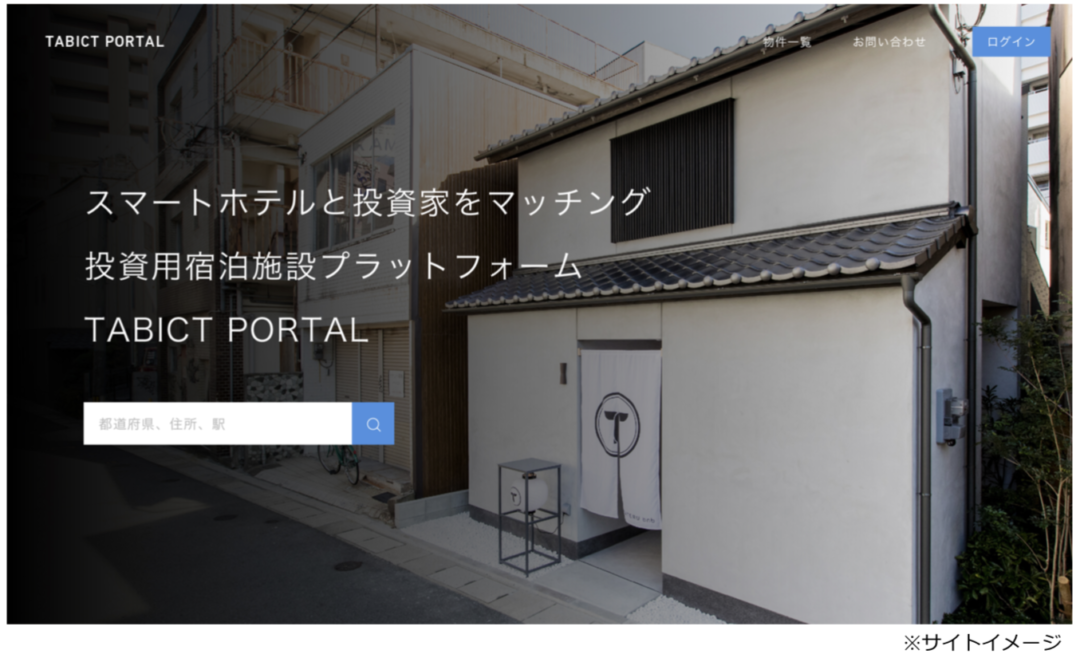 TABICT PORTAL
物件一覧
お問い合わせ
ログイン
スマートホテルと投資家をマッチング
投資用宿泊施設プラットフォーム
TABICT PORTAL
都道府県、住所、駅
T
T
※サイトイメージ